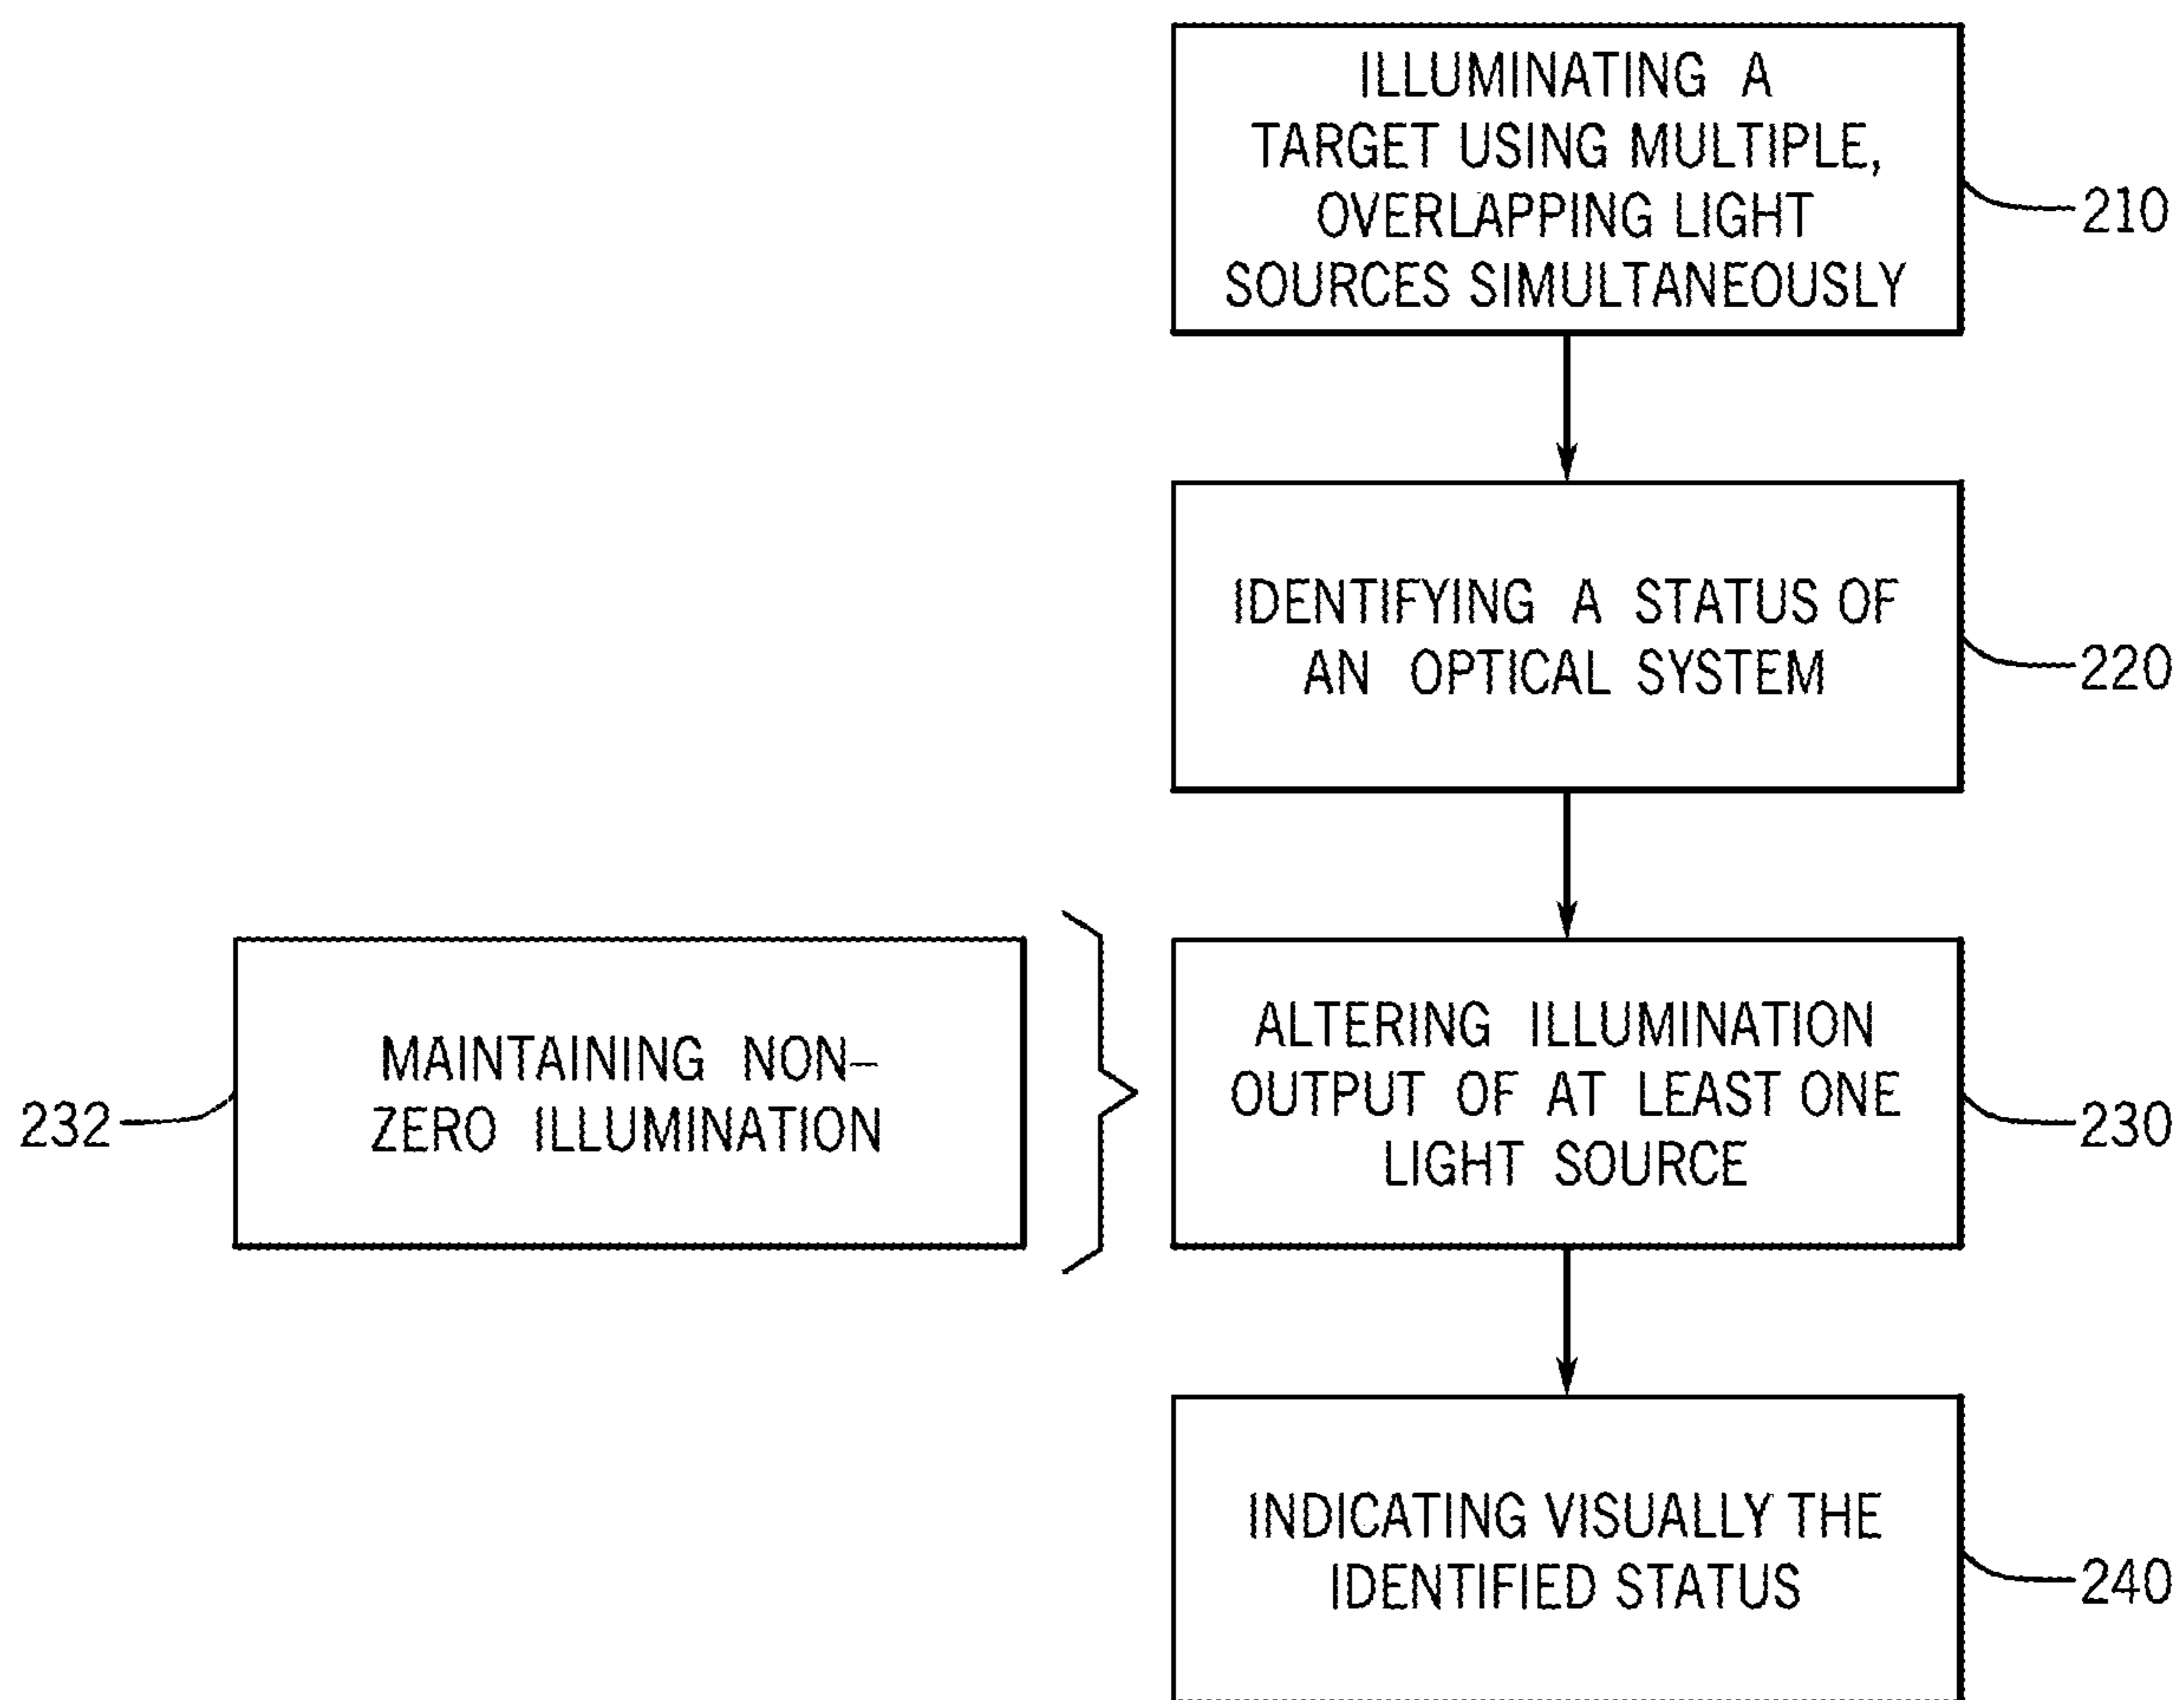 ILLUMINATING A
TARGET USING MULTIPLE,
OVERLAPPING LIGHT
SOURCES SIMULTANEOUSLY
210
IDENTIFYING A STATUS OF
AN OPTICAL SYSTEM
220
MAINTAINING NON–
ZERO ILLUMINATION
232
ALTERING ILLUMINATION
OUTPUT OF AT LEAST ONE
LIGHT SOURCE
230
INDICATING VISUALLY THE
IDENTIFIED STATUS
240